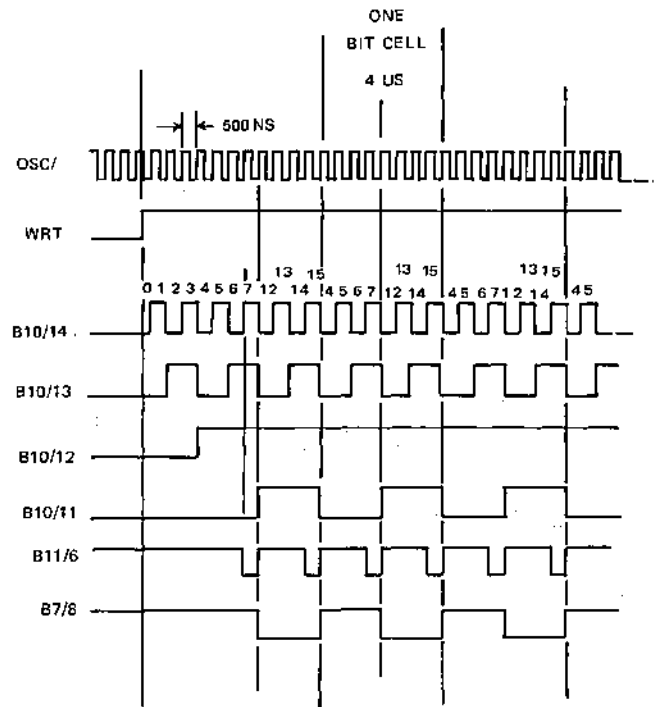 ONE
BIT CELL
4 US
500 NS
OSC/
WRT
13 15 13 15 13 15
0 1 2 3 4 5 6 7 12 14 4 5 6 7 12 14 4 5 6 7 12 14 4 5
B10/14
B10/13
B10/12
B10/11
B11/6
B7/8